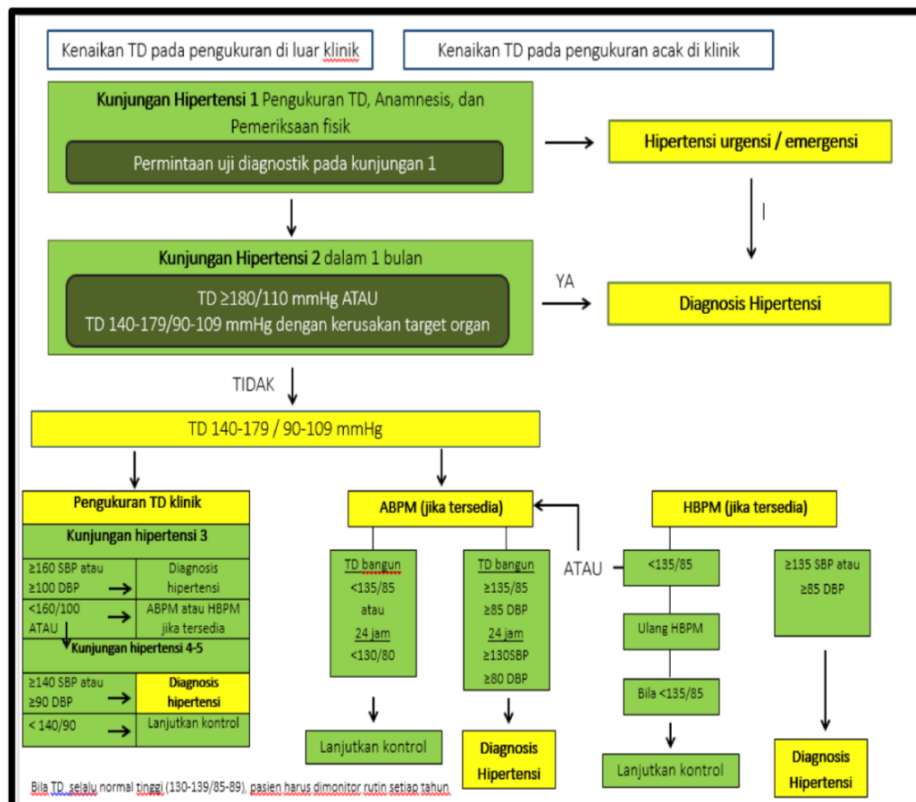 Kenaikan TD pada pengukuran di luar klinik
Kenaikan TD pada pengukuran acak di klinik
Kunjungan Hipertensi 1 Pengukuran TD, Anamnesis, dan
Pemeriksaan fisik
Permintaan uji diagnostik pada kunjungan 1
Hipertensi urgensi / emergensi
Kunjungan Hipertensi 2 dalam 1 bulan
TD ≥180/110 mmHg ATAU
TD 140-179/90-109 mmHg dengan kerusakan target organ
YA
Diagnosis Hipertensi
TIDAK
TD 140-179 / 90-109 mmHg
Pengukuran TD klinik
Kunjungan hipertensi 3
≥160 SBP atau
≥100 DBP
Diagnosis
hipertensi
<160/100
ATAU
ABPM atau HBPM
jika tersedia
Kunjungan hipertensi 4-5
≥140 SBP atau
≥90 DBP
Diagnosis
hipertensi
< 140/90
Lanjutkan kontrol
ABPM (jika tersedia)
TD bangun
<135/85
atau
24 jam
<130/80
Lanjutkan kontrol
TD bangun
≥135/85
≥85 DBP
24 jam
≥130SBP
≥80 DBP
Diagnosis
Hipertensi
ATAU
HBPM (jika tersedia)
<135/85
Ulang HBPM
Bila <135/85
Lanjutkan kontrol
≥135 SBP atau
≥85 DBP
Diagnosis
Hipertensi
Bila TD selalu normal tinggi (130-139/85-89), pasien harus dimonitor rutin setiap tahun